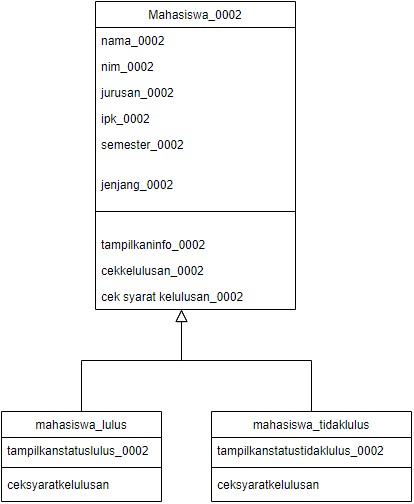 Mahasiswa_0002
nama_0002
nim_0002
jurusan_0002
ipk_0002
semester_0002
jenjang_0002
tampilkaninfo_0002
cekkelulusan_0002
cek syarat kelulusan_0002
mahasiswa_lulus
tampilkanstatuslulus_0002
ceksyaratkelulusan
mahasiswa_tidaklulus
tampilkanstatustidaklulus_0002
ceksyaratkelulusan